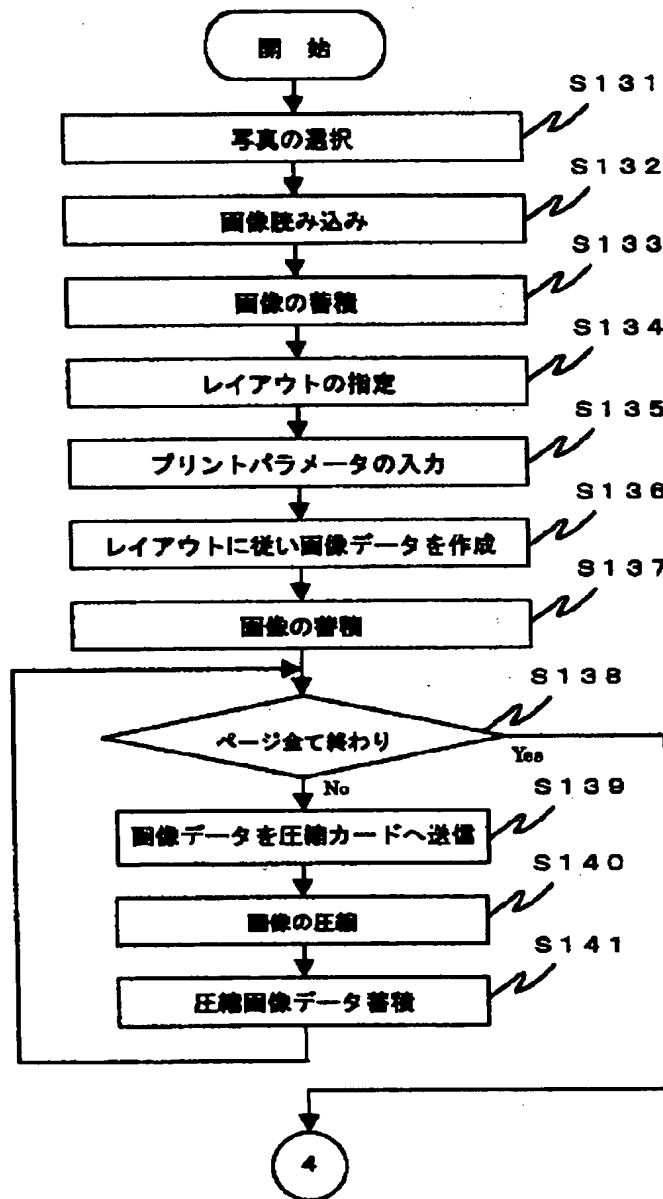 開 始
S131
写真の選択
S132
画像読み込み
S133
画像の蓄積
S134
レイアウトの指定
S135
プリントパラメータの入力
S136
レイアウトに従い画像データを作成
S137
画像の蓄積
S138
ページ全て終わり
Yes
No
S139
画像データを圧縮カードへ送信
S140
画像の圧縮
S141
圧縮画像データ蓄積
4